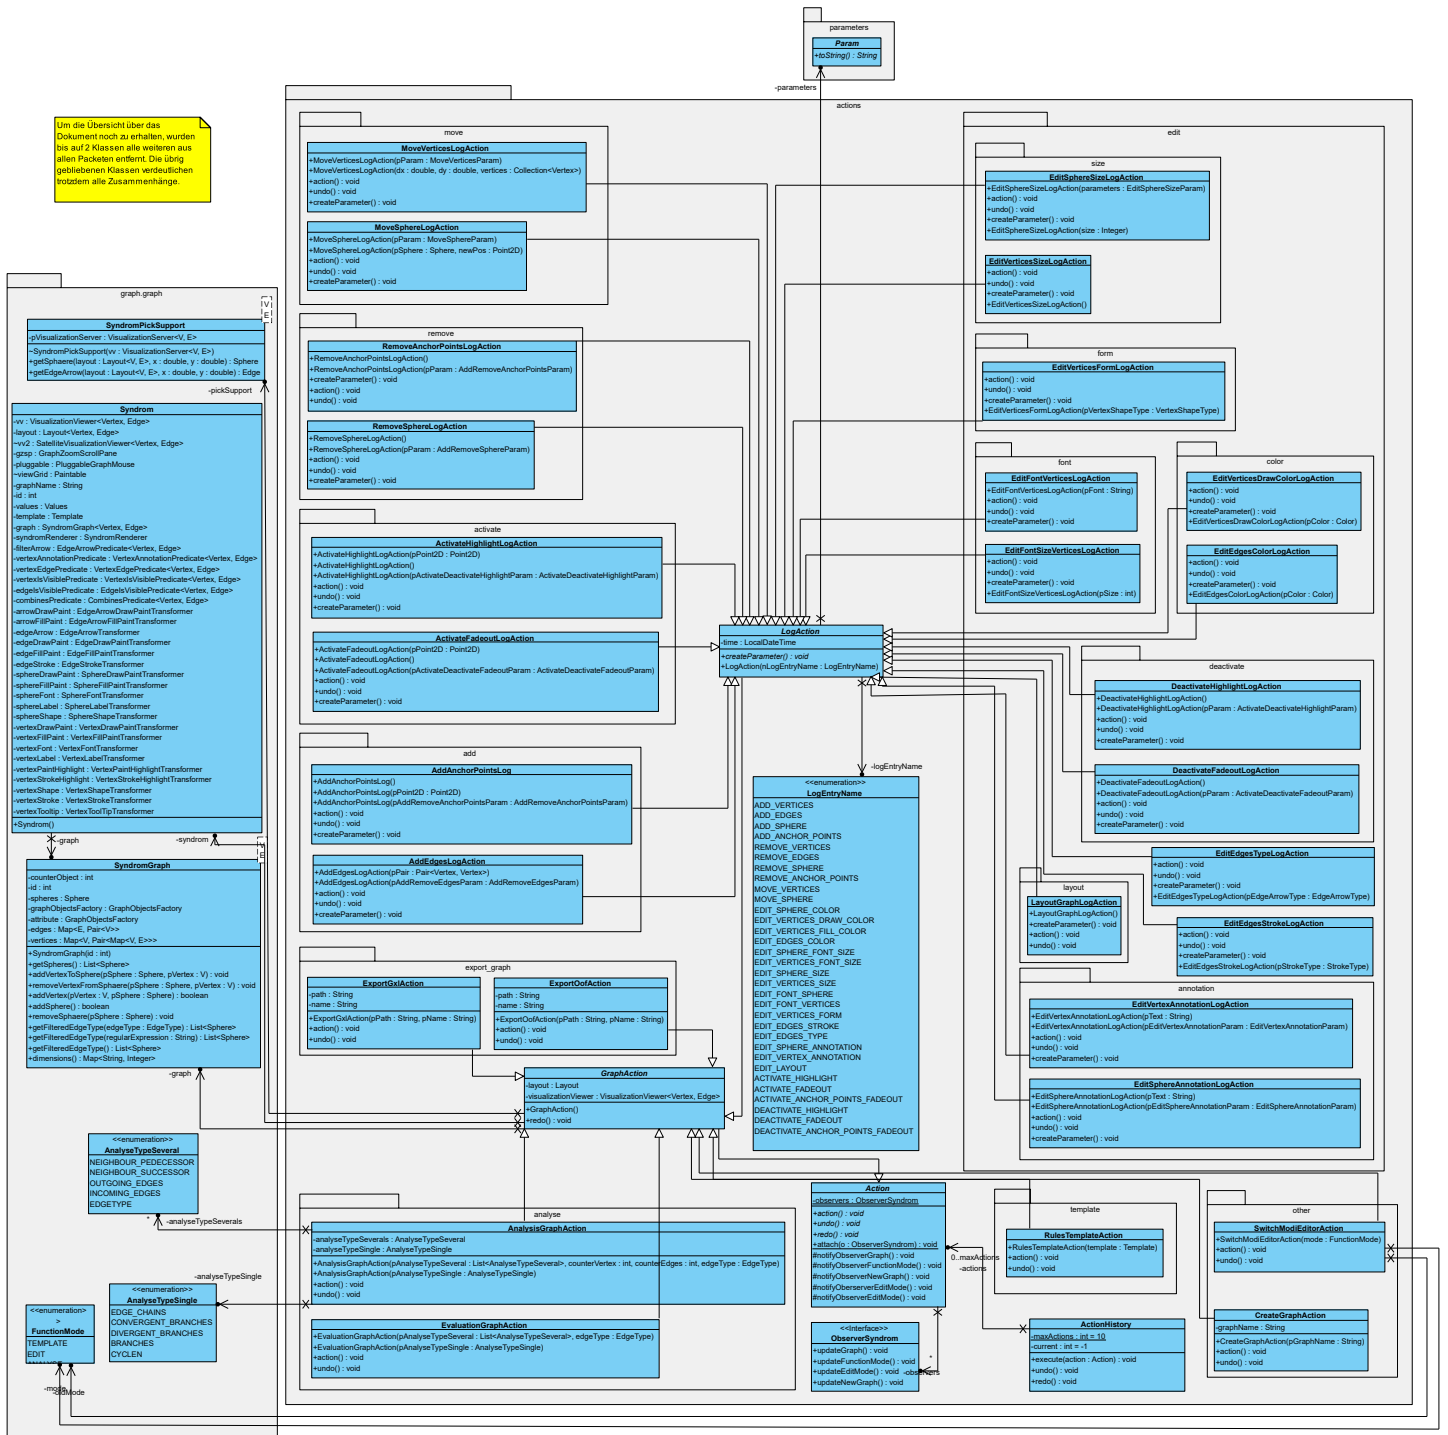 parameters
Param
+toString() : String
-parameters
actions
Um die Übersicht über das
Dokument noch zu erhalten, wurden
bis auf 2 Klassen alle weiteren aus
allen Packeten entfernt. Die übrig
gebliebenen Klassen verdeutlichen
trotzdem alle Zusammenhänge.
move
MoveVerticesLogAction
+MoveVerticesLogAction(pParam : MoveVerticesParam)
+MoveVerticesLogAction(dx : double, dy : double, vertices : Collection<Vertex>)
+action() : void
+undo() : void
+createParameter() : void
MoveSphereLogAction
+MoveSphereLogAction(pParam : MoveSphereParam)
+MoveSphereLogAction(pSphere : Sphere, newPos : Point2D)
+action() : void
+undo() : void
+createParameter() : void
remove
RemoveAnchorPointsLogAction
+RemoveAnchorPointsLogAction()
+RemoveAnchorPointsLogAction(pParam : AddRemoveAnchorPointsParam)
+createParameter() : void
+action() : void
+undo() : void
RemoveSphereLogAction
+RemoveSphereLogAction()
+RemoveSphereLogAction(pParam : AddRemoveSphereParam)
+action() : void
+undo() : void
+createParameter() : void
activate
ActivateHighlightLogAction
+ActivateHighlightLogAction(pPoint2D : Point2D)
+ActivateHighlightLogAction()
+ActivateHighlightLogAction(pActivateDeactivateHighlightParam : ActivateDeactivateHighlightParam)
+action() : void
+undo() : void
+createParameter() : void
ActivateFadeoutLogAction
+ActivateFadeoutLogAction(pPoint2D : Point2D)
+ActivateFadeoutLogAction()
+ActivateFadeoutLogAction(pActivateDeactivateFadeoutParam : ActivateDeactivateFadeoutParam)
+action() : void
+undo() : void
+createParameter() : void
add
AddAnchorPointsLog
+AddAnchorPointsLog()
+AddAnchorPointsLog(pPoint2D : Point2D)
+AddAnchorPointsLog(pAddRemoveAnchorPointsParam : AddRemoveAnchorPointsParam)
+action() : void
+undo() : void
+createParameter() : void
AddEdgesLogAction
+AddEdgesLogAction(pPair : Pair<Vertex, Vertex>)
+AddEdgesLogAction(pAddRemoveEdgesParam : AddRemoveEdgesParam)
+action() : void
+undo() : void
+createParameter() : void
export_graph
ExportGxlAction
-path : String
-name : String
+ExportGxlAction(pPath : String, pName : String)
+action() : void
+undo() : void
ExportOofAction
-path : String
-name : String
+ExportOofAction(pPath : String, pName : String)
+action() : void
+undo() : void
GraphAction
-layout : Layout
-visualizationViewer : VisualizationViewer<Vertex, Edge>
+GraphAction()
+redo() : void
graph.graph
V
E
SyndromPickSupport
-pVisualizationServer : VisualizationServer<V, E>
~SyndromPickSupport(vv : VisualizationServer<V, E>)
+getSphaere(layout : Layout<V, E>, x : double, y : double) : Sphere
+getEdgeArrow(layout : Layout<V, E>, x : double, y : double) : Edge
-pickSupport
Syndrom
-vv : VisualizationViewer<Vertex, Edge>
-layout : Layout<Vertex, Edge>
~vv2 : SatelliteVisualizationViewer<Vertex, Edge>
-gzsp : GraphZoomScrollPane
-pluggable : PluggableGraphMouse
~viewGrid : Paintable
-graphName : String
-id : int
-values : Values
-template : Template
-graph : SyndromGraph<Vertex, Edge>
-syndromRenderer : SyndromRenderer
-filterArrow : EdgeArrowPredicate<Vertex, Edge>
-vertexAnnotationPredicate : VertexAnnotationPredicate<Vertex, Edge>
-vertexEdgePredicate : VertexEdgePredicate<Vertex, Edge>
-vertexIsVisiblePredicate : VertexIsVisiblePredicate<Vertex, Edge>
-edgeIsVisiblePredicate : EdgeIsVisiblePredicate<Vertex, Edge>
-combinesPredicate : CombinesPredicate<Vertex, Edge>
-arrowDrawPaint : EdgeArrowDrawPaintTransformer
-arrowFillPaint : EdgeArrowFillPaintTransformer
-edgeArrow : EdgeArrowTransformer
-edgeDrawPaint : EdgeDrawPaintTransformer
-edgeFillPaint : EdgeFillPaintTransformer
-edgeStroke : EdgeStrokeTransformer
-sphereDrawPaint : SphereDrawPaintTransformer
-sphereFillPaint : SphereFillPaintTransformer
-sphereFont : SphereFontTransformer
-sphereLabel : SphereLabelTransformer
-sphereShape : SphereShapeTransformer
-vertexDrawPaint : VertexDrawPaintTransformer
-vertexFillPaint : VertexFillPaintTransformer
-vertexFont : VertexFontTransformer
-vertexLabel : VertexLabelTransformer
-vertexPaintHighlight : VertexPaintHighlightTransformer
-vertexStrokeHighlight : VertexStrokeHighlightTransformer
-vertexShape : VertexShapeTransformer
-vertexStroke : VertexStrokeTransformer
-vertexTooltip : VertexToolTipTransformer
+Syndrom()
-graph
-syndrom
E
SyndromGraph
-counterObject : int
-id : int
-spheres : Sphere
-graphObjectsFactory : GraphObjectsFactory
-attribute : GraphObjectsFactory
-edges : Map<E, Pair<V>>
-vertices : Map<V, Pair<Map<V, E>>>
+SyndromGraph(id : int)
+getSpheres() : List<Sphere>
+addVertexToSphere(pSphere : Sphere, pVertex : V) : void
+removeVertexFromSphaere(pSphere : Sphere, pVertex : V) : void
+addVertex(pVertex : V, pSphere : Sphere) : boolean
+addSphere() : boolean
+removeSphaere(pSphere : Sphere) : void
+getFilteredEdgeType(edgeType : EdgeType) : List<Sphere>
+getFilteredEdgeType(regularExpression : String) : List<Sphere>
+getFilteredEdgeType() : List<Sphere>
+dimensions() : Map<String, Integer>
-graph
<<enumeration>>
AnalyseTypeSeveral
NEIGHBOUR_PEDECESSOR
NEIGHBOUR_SUCCESSOR
OUTGOING_EDGES
INCOMING_EDGES
EDGETYPE
*
-analyseTypeSeverals
-analyseTypeSingle
<<enumeration>>
AnalyseTypeSingle
EDGE_CHAINS
CONVERGENT_BRANCHES
DIVERGENT_BRANCHES
BRANCHES
CYCLEN
<<enumeration>
>
FunctionMode
TEMPLATE
EDIT
-mode
-oldMode
analyse
AnalysisGraphAction
-analyseTypeSeverals : AnalyseTypeSeveral
-analyseTypeSingle : AnalyseTypeSingle
+AnalysisGraphAction(pAnalyseTypeSeveral : List<AnalyseTypeSeveral>, counterVertex : int, counterEdges : int, edgeType : EdgeType)
+AnalysisGraphAction(pAnalyseTypeSingle : AnalyseTypeSingle)
+action() : void
+undo() : void
EvaluationGraphAction
+EvaluationGraphAction(pAnalyseTypeSeveral : List<AnalyseTypeSeveral>, edgeType : EdgeType)
+EvaluationGraphAction(pAnalyseTypeSingle : AnalyseTypeSingle)
+action() : void
+undo() : void
LogAction
-time : LocalDateTime
+createParameter() : void
+LogAction(nLogEntryName : LogEntryName)
-logEntryName
<<enumeration>>
LogEntryName
ADD_VERTICES
ADD_EDGES
ADD_SPHERE
ADD_ANCHOR_POINTS
REMOVE_VERTICES
REMOVE_EDGES
REMOVE_SPHERE
REMOVE_ANCHOR_POINTS
MOVE_VERTICES
MOVE_SPHERE
EDIT_SPHERE_COLOR
EDIT_VERTICES_DRAW_COLOR
EDIT_VERTICES_FILL_COLOR
EDIT_EDGES_COLOR
EDIT_SPHERE_FONT_SIZE
EDIT_VERTICES_FONT_SIZE
EDIT_SPHERE_SIZE
EDIT_VERTICES_SIZE
EDIT_FONT_SPHERE
EDIT_FONT_VERTICES
EDIT_VERTICES_FORM
EDIT_EDGES_STROKE
EDIT_EDGES_TYPE
EDIT_SPHERE_ANNOTATION
EDIT_VERTEX_ANNOTATION
EDIT_LAYOUT
ACTIVATE_HIGHLIGHT
ACTIVATE_FADEOUT
ACTIVATE_ANCHOR_POINTS_FADEOUT
DEACTIVATE_HIGHLIGHT
DEACTIVATE_FADEOUT
DEACTIVATE_ANCHOR_POINTS_FADEOUT
edit
size
EditSphereSizeLogAction
+EditSphereSizeLogAction(parameters : EditSphereSizeParam)
+action() : void
+undo() : void
+createParameter() : void
+EditSphereSizeLogAction(size : Integer)
EditVerticesSizeLogAction
+action() : void
+undo() : void
+createParameter() : void
+EditVerticesSizeLogAction()
form
EditVerticesFormLogAction
+action() : void
+undo() : void
+createParameter() : void
+EditVerticesFormLogAction(pVertexShapeType : VertexShapeType)
font
EditFontVerticesLogAction
+EditFontVerticesLogAction(pFont : String)
+action() : void
+undo() : void
+createParameter() : void
EditFontSizeVerticesLogAction
+action() : void
+undo() : void
+createParameter() : void
+EditFontSizeVerticesLogAction(pSize : int)
color
EditVerticesDrawColorLogAction
+action() : void
+undo() : void
+createParameter() : void
+EditVerticesDrawColorLogAction(pColor : Color)
EditEdgesColorLogAction
+action() : void
+undo() : void
+createParameter() : void
+EditEdgesColorLogAction(pColor : Color)
deactivate
DeactivateHighlightLogAction
+DeactivateHighlightLogAction()
+DeactivateHighlightLogAction(pParam : ActivateDeactivateHighlightParam)
+action() : void
+undo() : void
+createParameter() : void
DeactivateFadeoutLogAction
+DeactivateFadeoutLogAction()
+DeactivateFadeoutLogAction(pParam : ActivateDeactivateFadeoutParam)
+action() : void
+undo() : void
+createParameter() : void
EditEdgesTypeLogAction
+action() : void
+undo() : void
+createParameter() : void
+EditEdgesTypeLogAction(pEdgeArrowType : EdgeArrowType)
layout
LayoutGraphLogAction
+LayoutGraphLogAction()
+createParameter() : void
+action() : void
+undo() : void
EditEdgesStrokeLogAction
+action() : void
+undo() : void
+createParameter() : void
+EditEdgesStrokeLogAction(pStrokeType : StrokeType)
annotation
EditVertexAnnotationLogAction
+EditVertexAnnotationLogAction(pText : String)
+EditVertexAnnotationLogAction(pEditVertexAnnotationParam : EditVertexAnnotationParam)
+action() : void
+undo() : void
+createParameter() : void
EditSphereAnnotationLogAction
+EditSphereAnnotationLogAction(pText : String)
+EditSphereAnnotationLogAction(pEditSphereAnnotationParam : EditSphereAnnotationParam)
+action() : void
+undo() : void
+createParameter() : void
Action
-observers : ObserverSyndrom
+action() : void
+undo() : void
+redo() : void
+attach(o : ObserverSyndrom) : void
#notifyObserverGraph() : void
#notifyObserverFunctionMode() : void
#notifyObserverNewGraph() : void
#notifyObserverEditMode() : void
#notifyObserverEditMode() : void
0..maxActions
-actions
<<Interface>>
ObserverSyndrom
+updateGraph() : void
+updateFunctionMode() : void
+updateEditMode() : void
+updateNewGraph() : void
*
-observers
template
RulesTemplateAction
+RulesTemplateAction(template : Template)
+action() : void
+undo() : void
ActionHistory
-maxActions : int = 10
-current : int = -1
+execute(action : Action) : void
+undo() : void
+redo() : void
other
SwitchModiEditorAction
+SwitchModiEditorAction(mode : FunctionMode)
+action() : void
+undo() : void
CreateGraphAction
-graphName : String
+CreateGraphAction(pGraphName : String)
+action() : void
+undo() : void